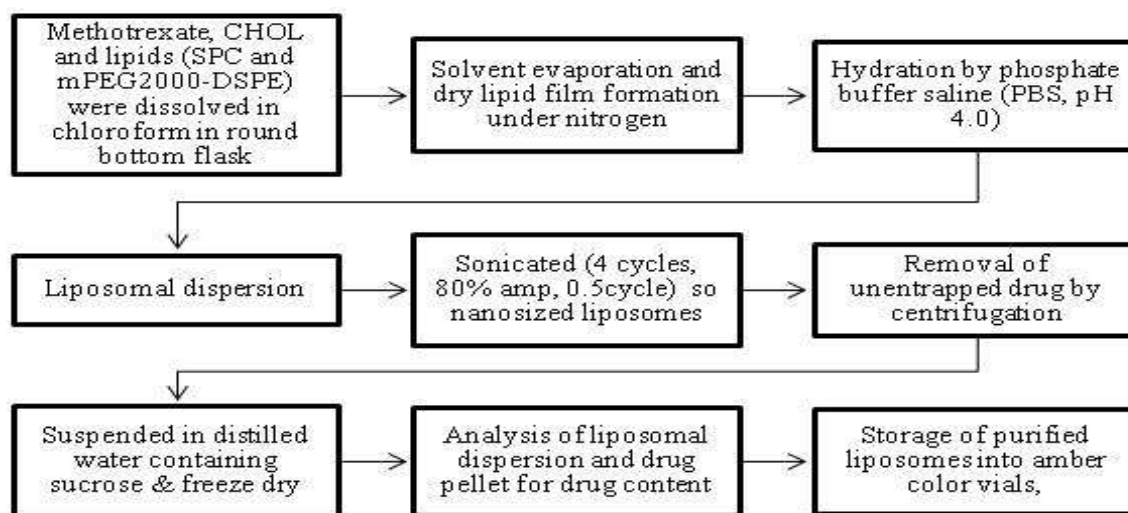 Methotrexate, CHOL
and lipids (SPC and
mPEG2000-DSPE)
were dissolved in
chloroform in round
bottom flask
Solvent evaporation and
dry lipid film formation
under nitrogen
Hydration by phosphate
buffer saline (PBS, pH
4.0)
Liposomal dispersion
Sonicated (4 cycles,
80% amp, 0.5cycle) so
nanosized liposomes
Removal of
unentrapped drug by
centrifugation
Suspended in distilled
water containing
sucrose & freeze dry
Analysis of liposomal
dispersion and drug
pellet for drug content
Storage of purified
liposomes into amber
color vials,